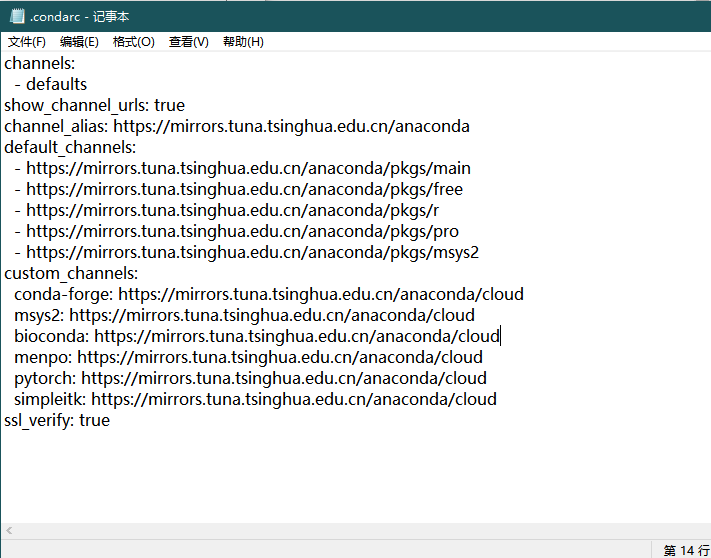 .condarc - 记事本
文件(F) 编辑(E) 格式(O) 查看(V) 帮助(H)
channels:
  - defaults
show_channel_urls: true
channel_alias: https://mirrors.tuna.tsinghua.edu.cn/anaconda
default_channels:
  - https://mirrors.tuna.tsinghua.edu.cn/anaconda/pkgs/main
  - https://mirrors.tuna.tsinghua.edu.cn/anaconda/pkgs/free
  - https://mirrors.tuna.tsinghua.edu.cn/anaconda/pkgs/r
  - https://mirrors.tuna.tsinghua.edu.cn/anaconda/pkgs/pro
  - https://mirrors.tuna.tsinghua.edu.cn/anaconda/pkgs/msys2
custom_channels:
  conda-forge: https://mirrors.tuna.tsinghua.edu.cn/anaconda/cloud
  msys2: https://mirrors.tuna.tsinghua.edu.cn/anaconda/cloud
  bioconda: https://mirrors.tuna.tsinghua.edu.cn/anaconda/cloud
  menpo: https://mirrors.tuna.tsinghua.edu.cn/anaconda/cloud
  pytorch: https://mirrors.tuna.tsinghua.edu.cn/anaconda/cloud
  simpleitk: https://mirrors.tuna.tsinghua.edu.cn/anaconda/cloud
ssl_verify: true
第 14 行